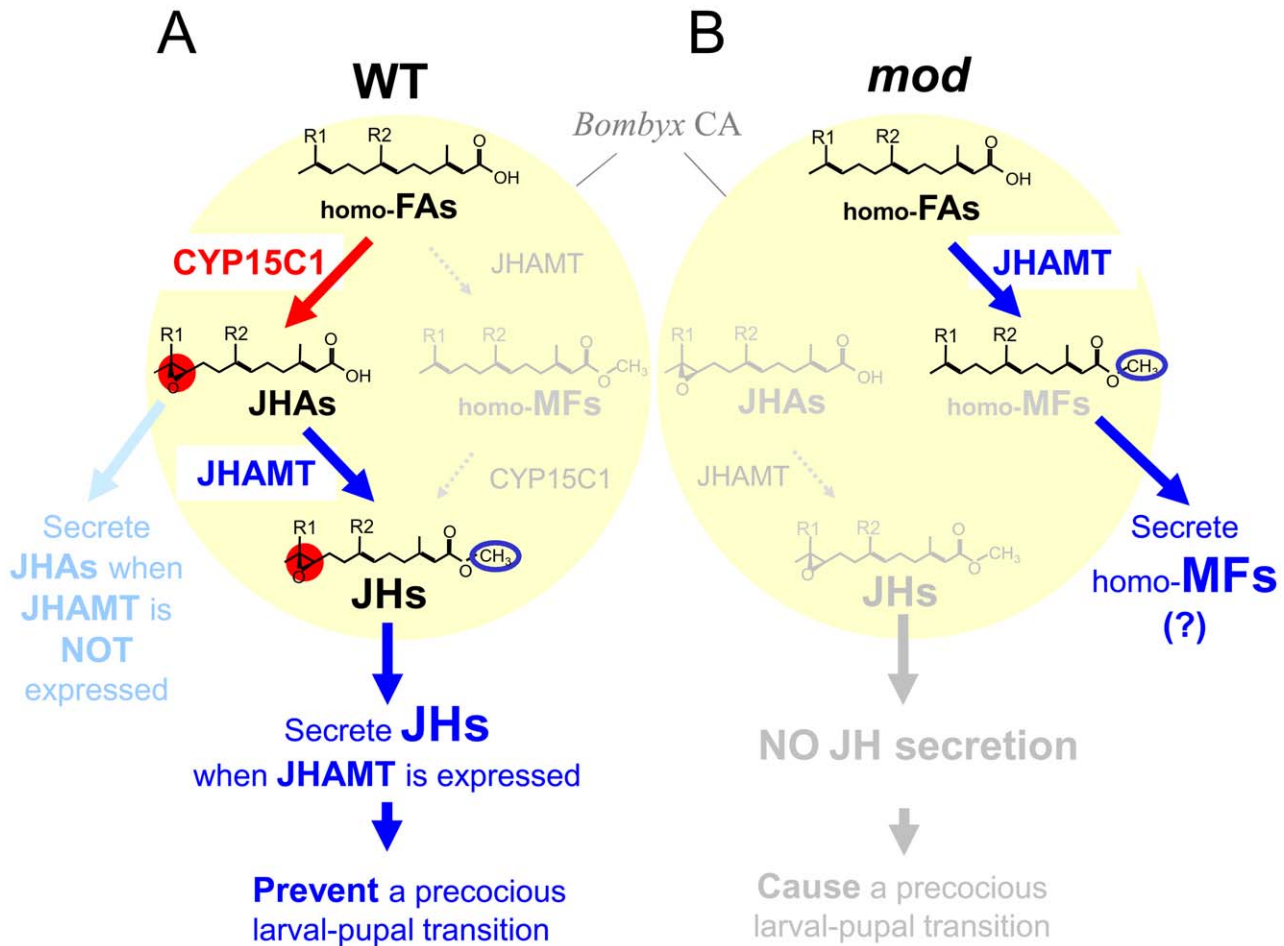 A
B
WT
mod
Bombyx CA
R1
R2
O
OH
homo-FAs
R1
R2
O
OH
homo-FAs
CYP15C1
JHAMT
JHAMT
R1
R2
O
OH
O
JHAs
R1
R2
O
O
CH3
homo-MFs
R1
R2
O
OH
O
JHAs
R1
R2
O
O
CH3
homo-MFs
JHAMT
CYP15C1
JHAMT
Secrete
JHAs when
JHAMT is
NOT
expressed
R1
R2
O
O
CH3
O
JHs
R1
R2
O
O
CH3
O
JHs
Secrete
homo-MFs
(?)
Secrete JHs
when JHAMT is expressed
NO JH secretion
Prevent a precocious
larval-pupal transition
Cause a precocious
larval-pupal transition